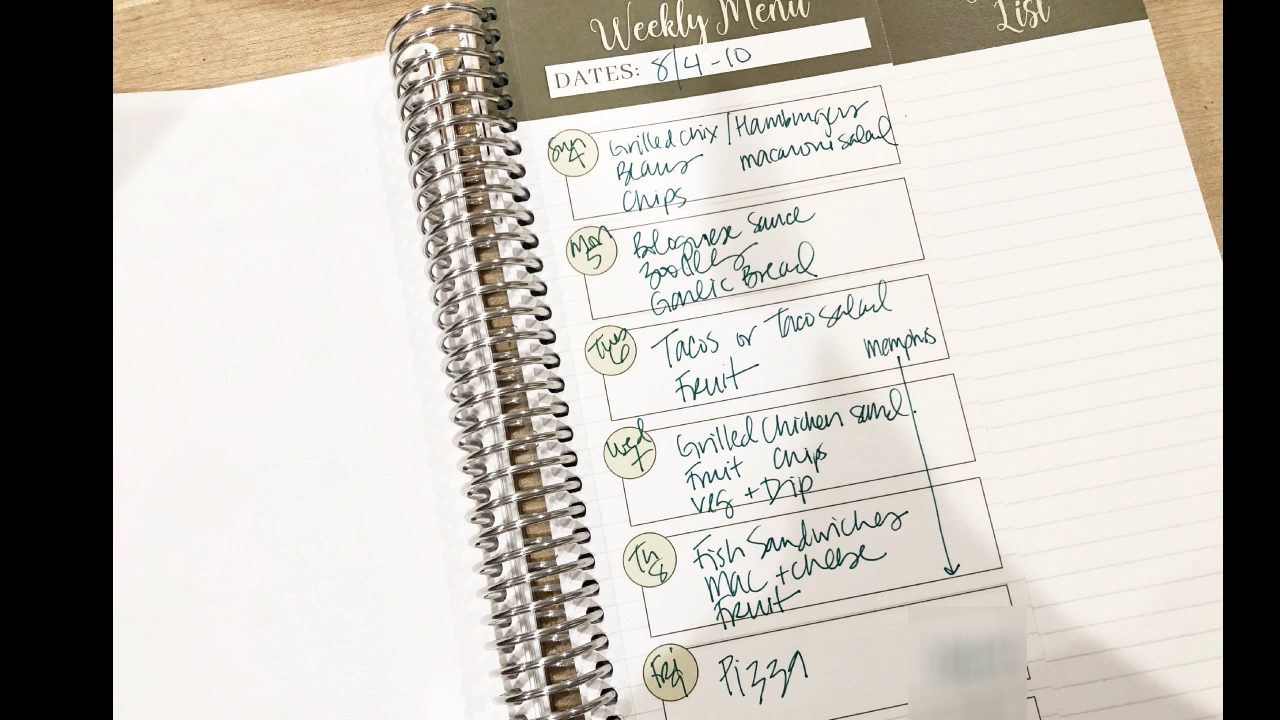 Weekly Menu
List
DATES: 8/4-10
Sun 4
Grilled chix / Hamburgers
Beans macaroni salad
Chips
Mon 5
Bolognese sauce
zoodles
Garlic Bread
Tues 6
Tacos or Taco salad
Fruit
memphis
Wed 7
Grilled Chicken sand.
Fruit Chips
Veg + Dip
Th 8
Fish Sandwiches
Mac + cheese
Fruit
Fri 9
Pizza